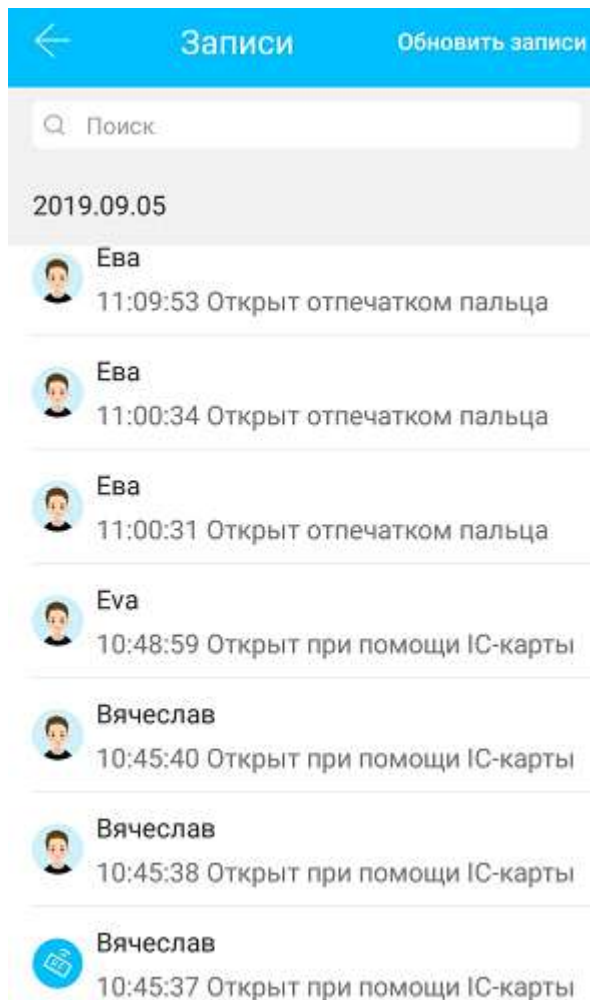 Записи
Обновить записи
Поиск
2019.09.05
Ева
11:09:53 Открыт отпечатком пальца
Ева
11:00:34 Открыт отпечатком пальца
Ева
11:00:31 Открыт отпечатком пальца
Eva
10:48:59 Открыт при помощи IC-карты
Вячеслав
10:45:40 Открыт при помощи IC-карты
Вячеслав
10:45:38 Открыт при помощи IC-карты
Вячеслав
10:45:37 Открыт при помощи IC-карты